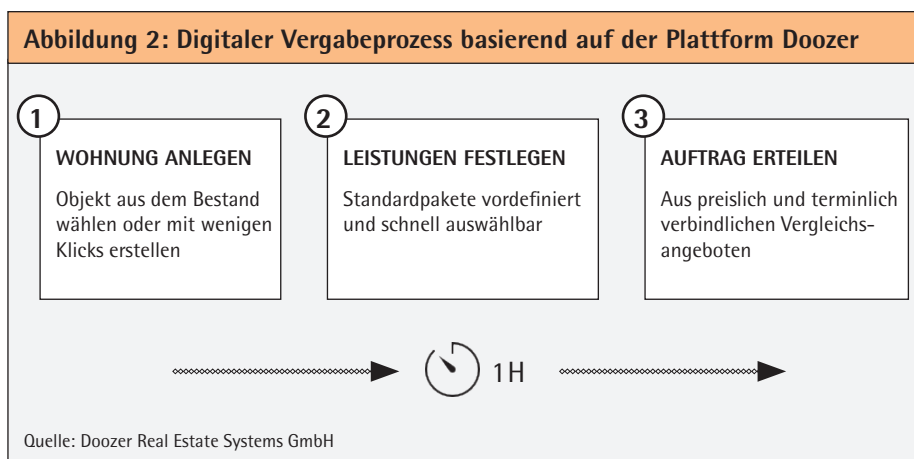 Abbildung 2: Digitaler Vergabeprozess basierend auf der Plattform Doozer
1
WOHNUNG ANLEGEN
Objekt aus dem Bestand
wählen oder mit wenigen
Klicks erstellen
2
LEISTUNGEN FESTLEGEN
Standardpakete vordefiniert
und schnell auswählbar
3
AUFTRAG ERTEILEN
Aus preislich und terminlich
verbindlichen Vergleichs-
angeboten
1H
Quelle: Doozer Real Estate Systems GmbH